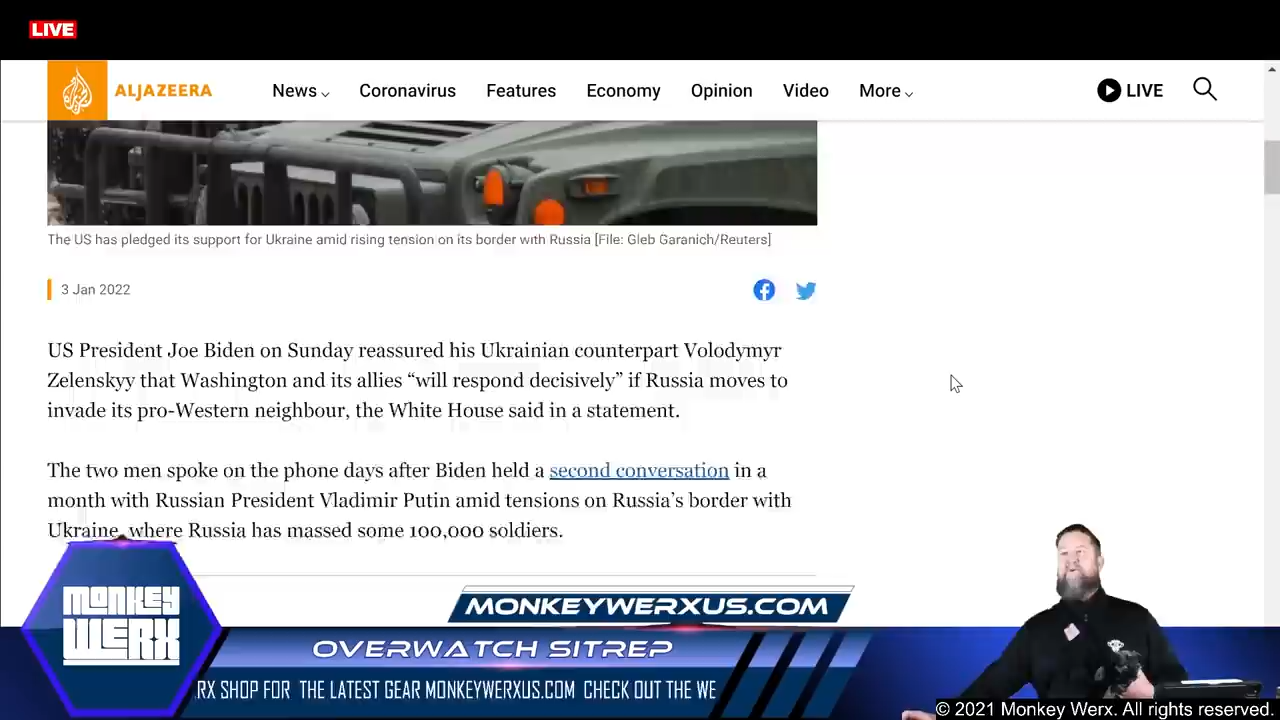 LIVE
ALJAZEERA
News
Coronavirus
Features
Economy
Opinion
Video
More
LIVE
The US has pledged its support for Ukraine amid rising tension on its border with Russia [File: Gleb Garanich/Reuters]
3 Jan 2022
US President Joe Biden on Sunday reassured his Ukrainian counterpart Volodymyr
Zelenskyy that Washington and its allies “will respond decisively” if Russia moves to
invade its pro-Western neighbour, the White House said in a statement.
The two men spoke on the phone days after Biden held a second conversation in a
month with Russian President Vladimir Putin amid tensions on Russia’s border with
Ukraine, where Russia has massed some 100,000 soldiers.
MONKEY
WERX
MONKEYWERXUS.COM
OVERWATCH SITREP
RX SHOP FOR THE LATEST GEAR MONKEYWERXUS.COM CHECK OUT THE WE
© 2021 Monkey Werx. All rights reserved.